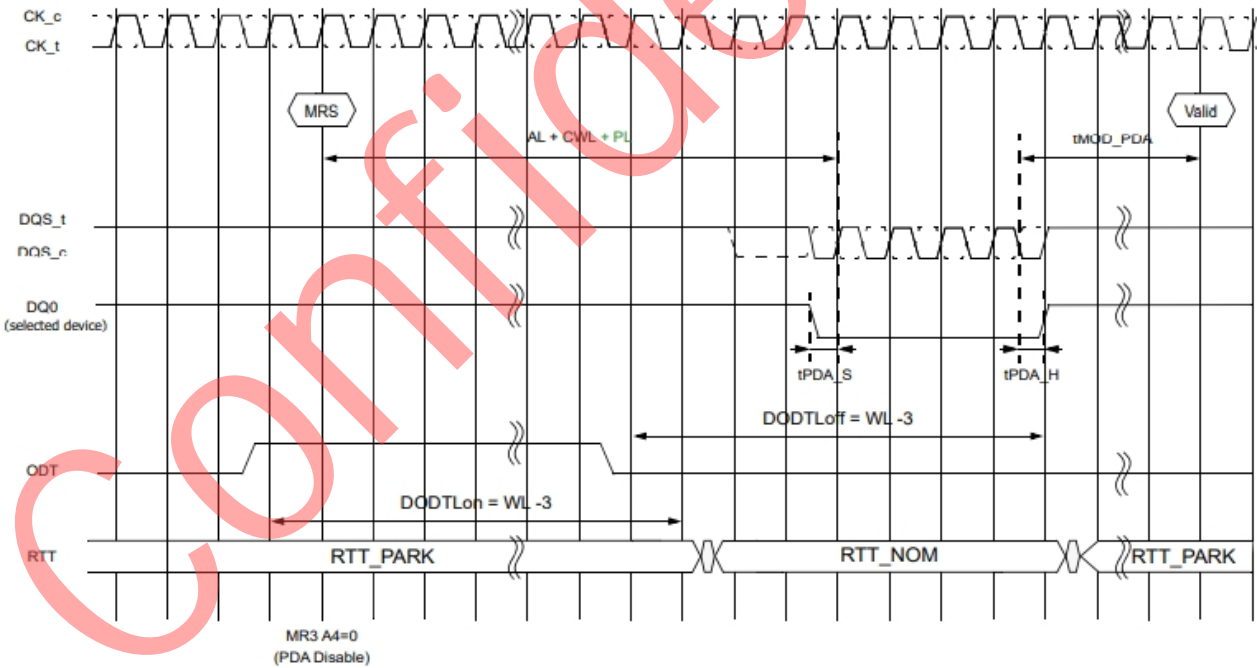 CK_c
CK_t
MRS
Valid
AL + CWL + PL
tMOD_PDA
DQS_t
DQS_c
DQ0
(selected device)
tPDA_S
tPDA_H
DODTLoff = WL -3
ODT
DODTLon = WL -3
RTT
RTT_PARK
RTT_NOM
RTT_PARK
MR3 A4=0
(PDA Disable)
Confide